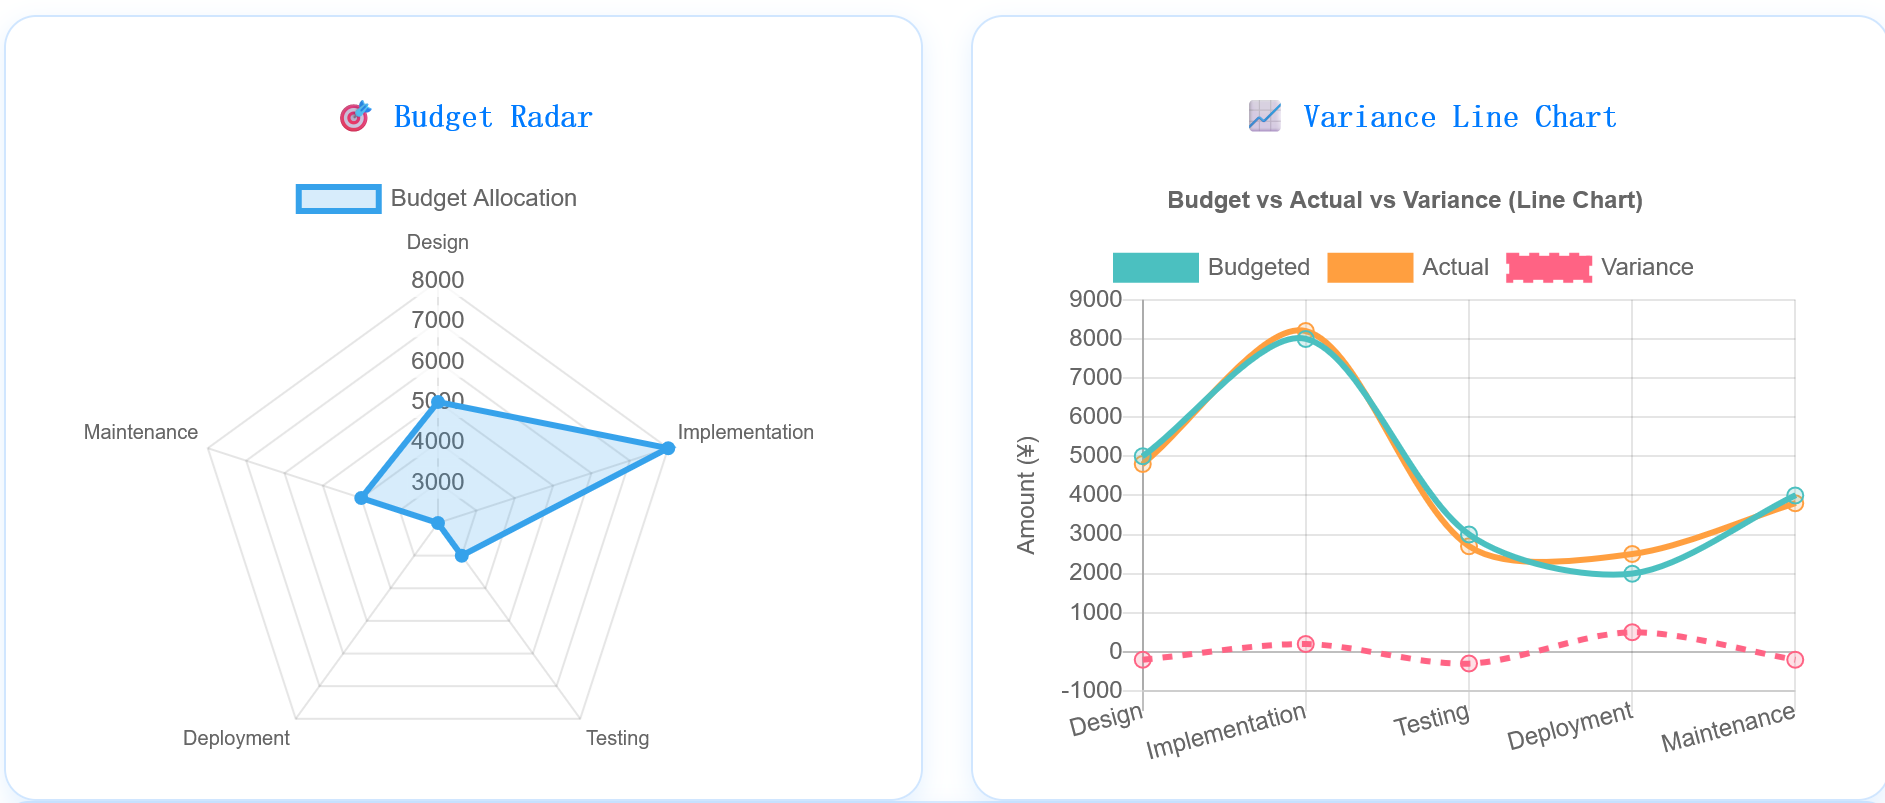 🎯 Budget Radar
Budget Allocation
Design
8000
7000
6000
5000
4000
3000
Maintenance
Implementation
Deployment
Testing
📈 Variance Line Chart
Budget vs Actual vs Variance (Line Chart)
Budgeted Actual Variance
Amount (¥)
9000
8000
7000
6000
5000
4000
3000
2000
1000
0
-1000
Design Implementation Testing Deployment Maintenance